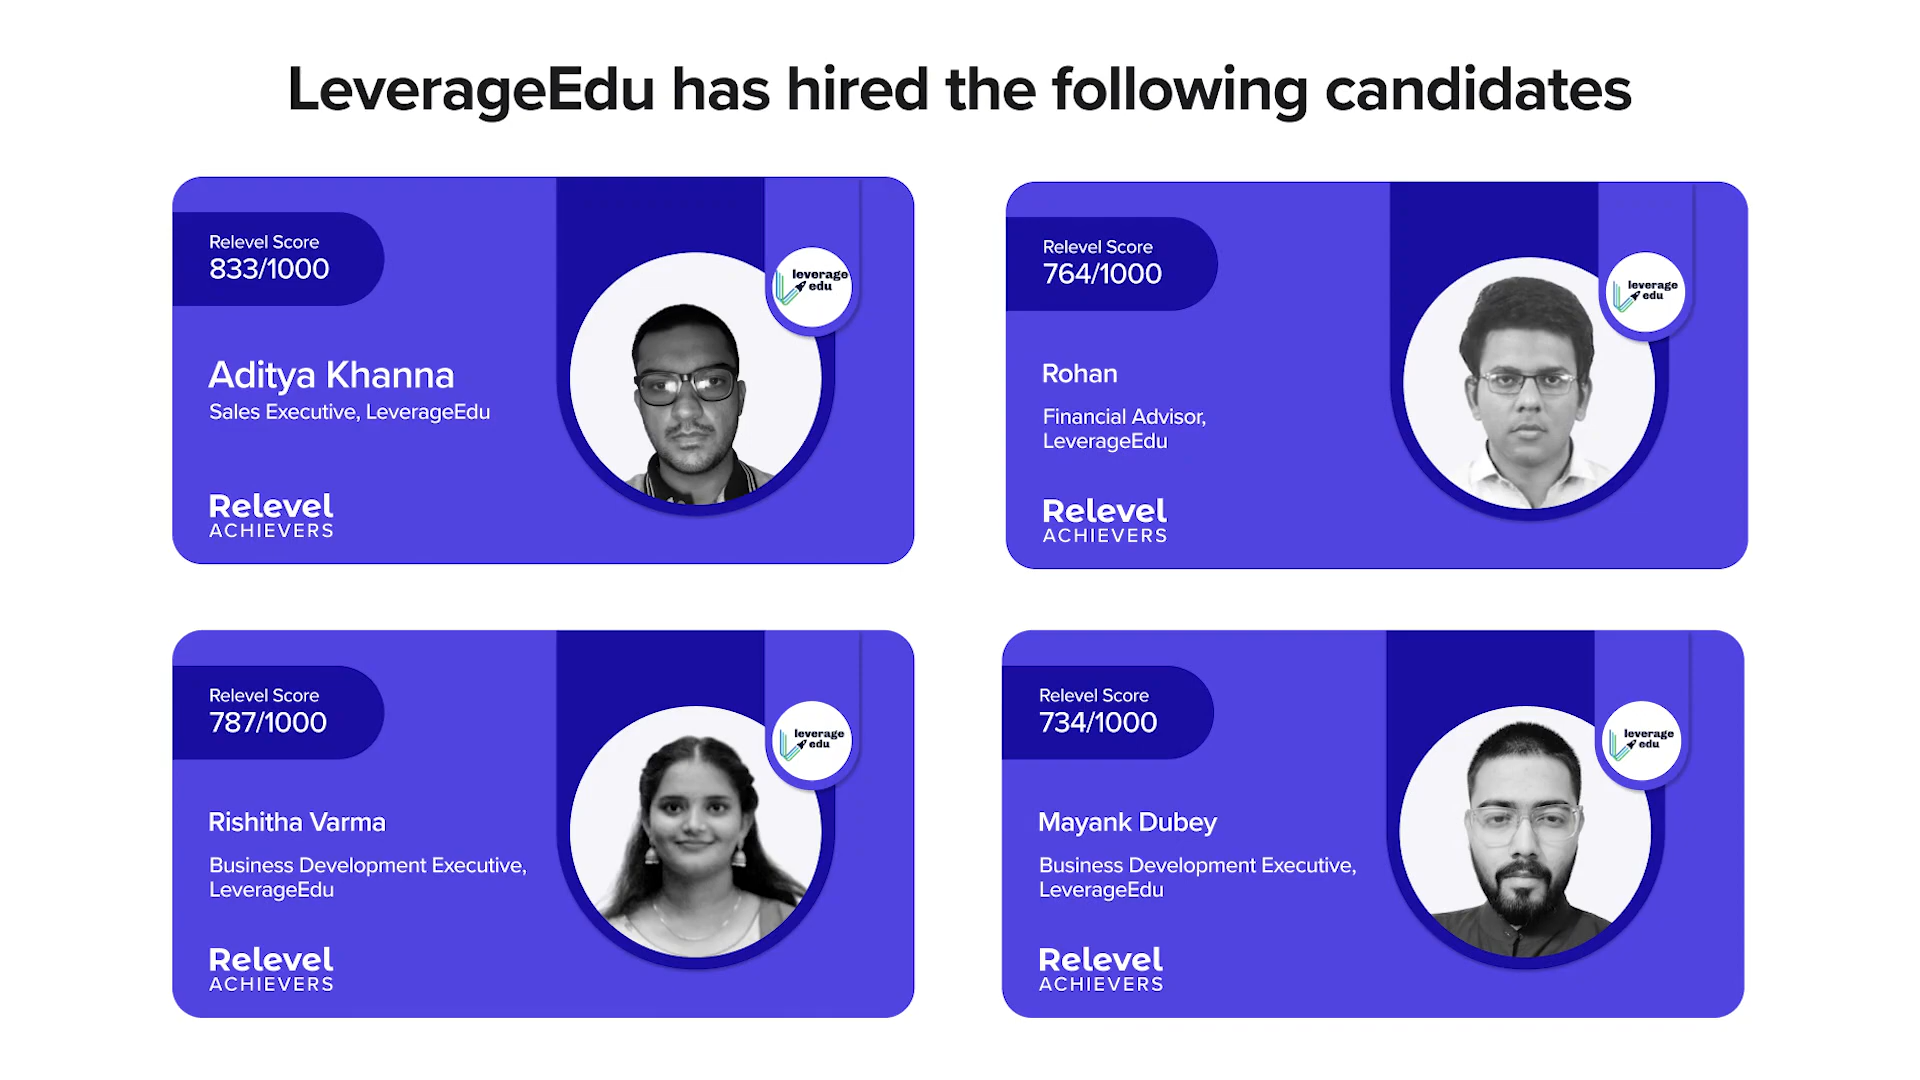 LeverageEdu has hired the following candidates
Relevel Score
833/1000
leverage
edu
Aditya Khanna
Sales Executive, LeverageEdu
Relevel
ACHIEVERS
Relevel Score
764/1000
leverage
edu
Rohan
Financial Advisor,
LeverageEdu
Relevel
ACHIEVERS
Relevel Score
787/1000
leverage
edu
Rishitha Varma
Business Development Executive,
LeverageEdu
Relevel
ACHIEVERS
Relevel Score
734/1000
leverage
edu
Mayank Dubey
Business Development Executive,
LeverageEdu
Relevel
ACHIEVERS